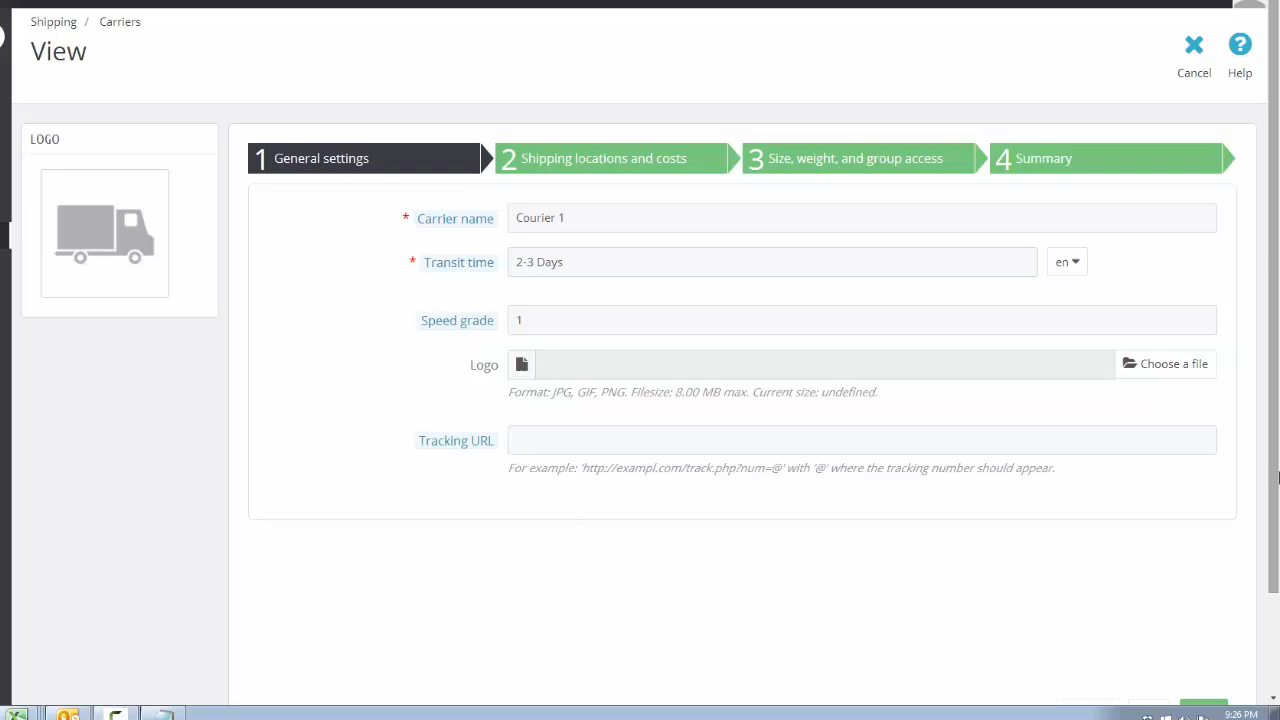 Shipping / Carriers
View
Cancel
Help
LOGO
1 General settings
2 Shipping locations and costs
3 Size, weight, and group access
4 Summary
* Carrier name
Courier 1
* Transit time
2-3 Days
en
Speed grade
1
Logo
Choose a file
Format: JPG, GIF, PNG. Filesize: 8.00 MB max. Current size: undefined.
Tracking URL
For example: 'http://exampl.com/track.php?num=@' with '@' where the tracking number should appear.
9:26 PM